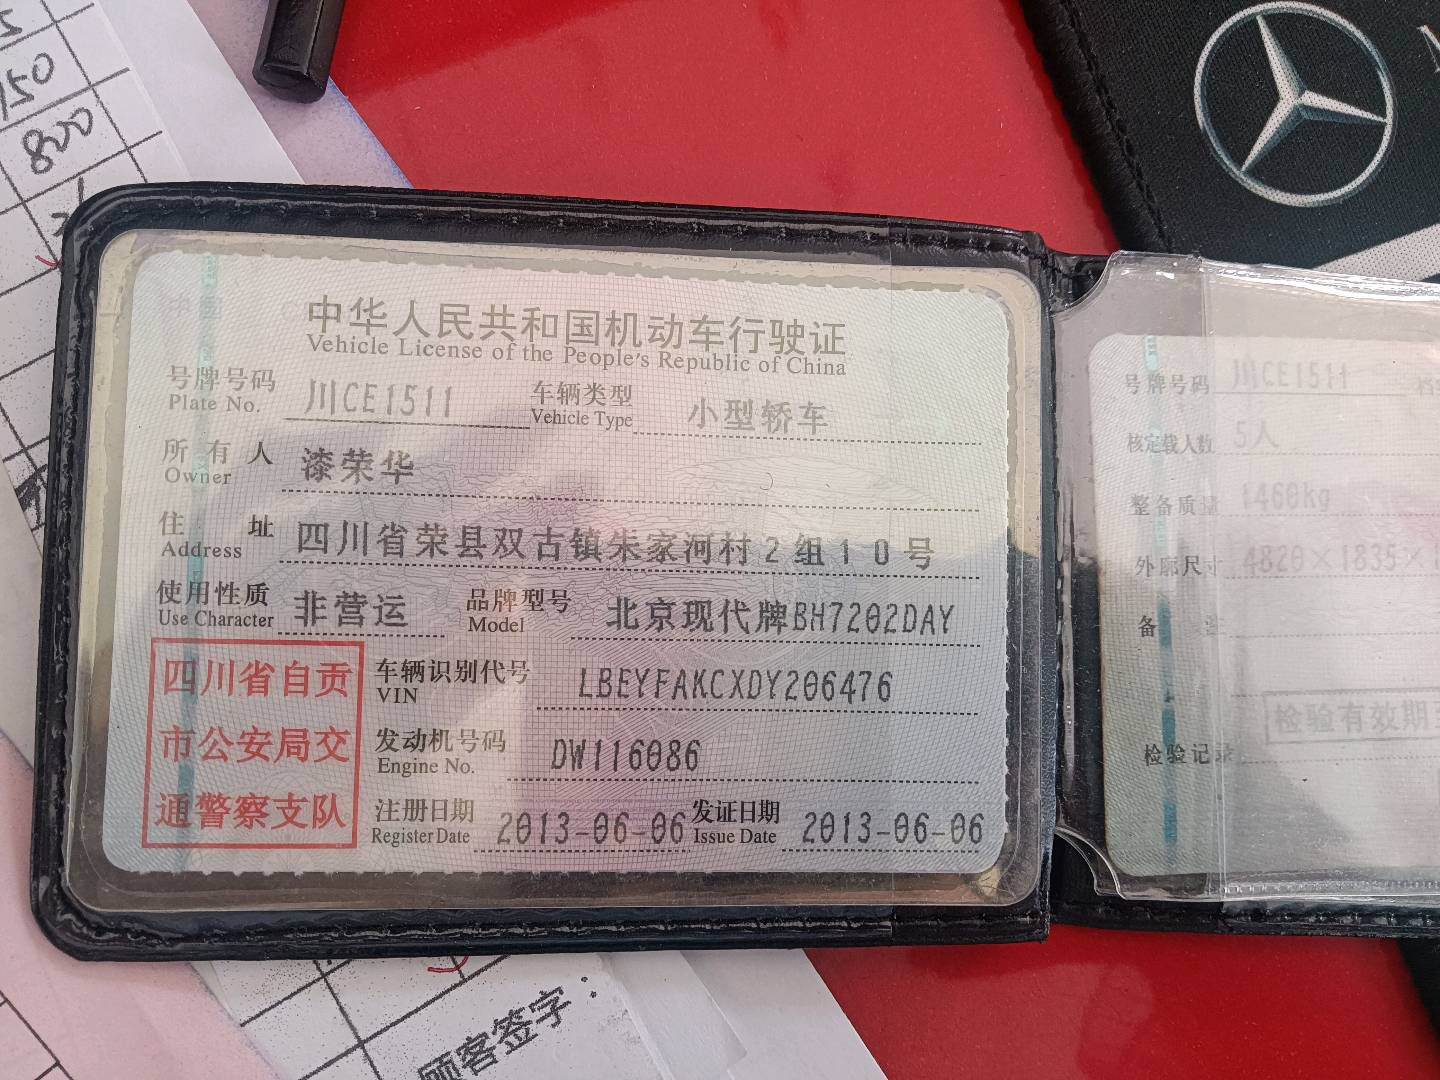 150
800
中华人民共和国机动车行驶证
Vehicle License of the People's Republic of China
号牌号码 川CE1511 车辆类型 小型轿车
Plate No. Vehicle Type
所有人 漆荣华
Owner
住址 四川省荣县双古镇朱家河村2组10号
Address
使用性质 非营运 品牌型号 北京现代牌BH7202DAY
Use Character Model
四川省自贡
市公安局交
通警察支队
车辆识别代号 LBEYFAKCXDY206476
VIN
发动机号码 DW116086
Engine No.
注册日期 2013-06-06 发证日期 2013-06-06
Register Date Issue Date
号牌号码 川CE1511
核定载人数 5人
整备质量 1460kg
外廓尺寸 4820×1835×1
备
检验有效期
检验记录
顾客签字：